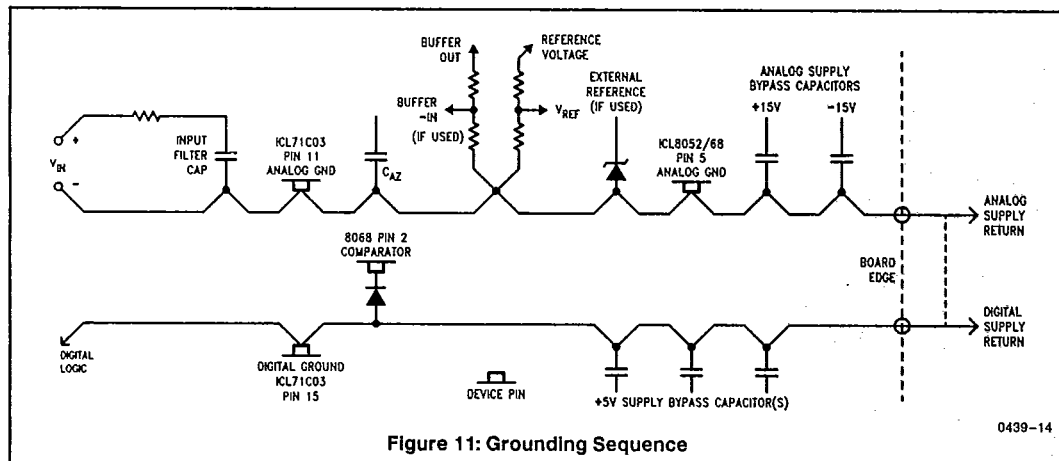 BUFFER
OUT
REFERENCE
VOLTAGE
BUFFER
-IN
(IF USED)
VREF
EXTERNAL
REFERENCE
(IF USED)
ANALOG SUPPLY
BYPASS CAPACITORS
+15V
-15V
+
VIN
-
INPUT
FILTER
CAP
ICL71C03
PIN 11
ANALOG GND
CAZ
ICL8052/68
PIN 5
ANALOG GND
ANALOG
SUPPLY
RETURN
BOARD
EDGE
8068 PIN 2
COMPARATOR
DIGITAL
LOGIC
DIGITAL GROUND
ICL71C03
PIN 15
DEVICE PIN
+5V SUPPLY BYPASS CAPACITOR(S)
DIGITAL
SUPPLY
RETURN
0439-14
Figure 11: Grounding Sequence